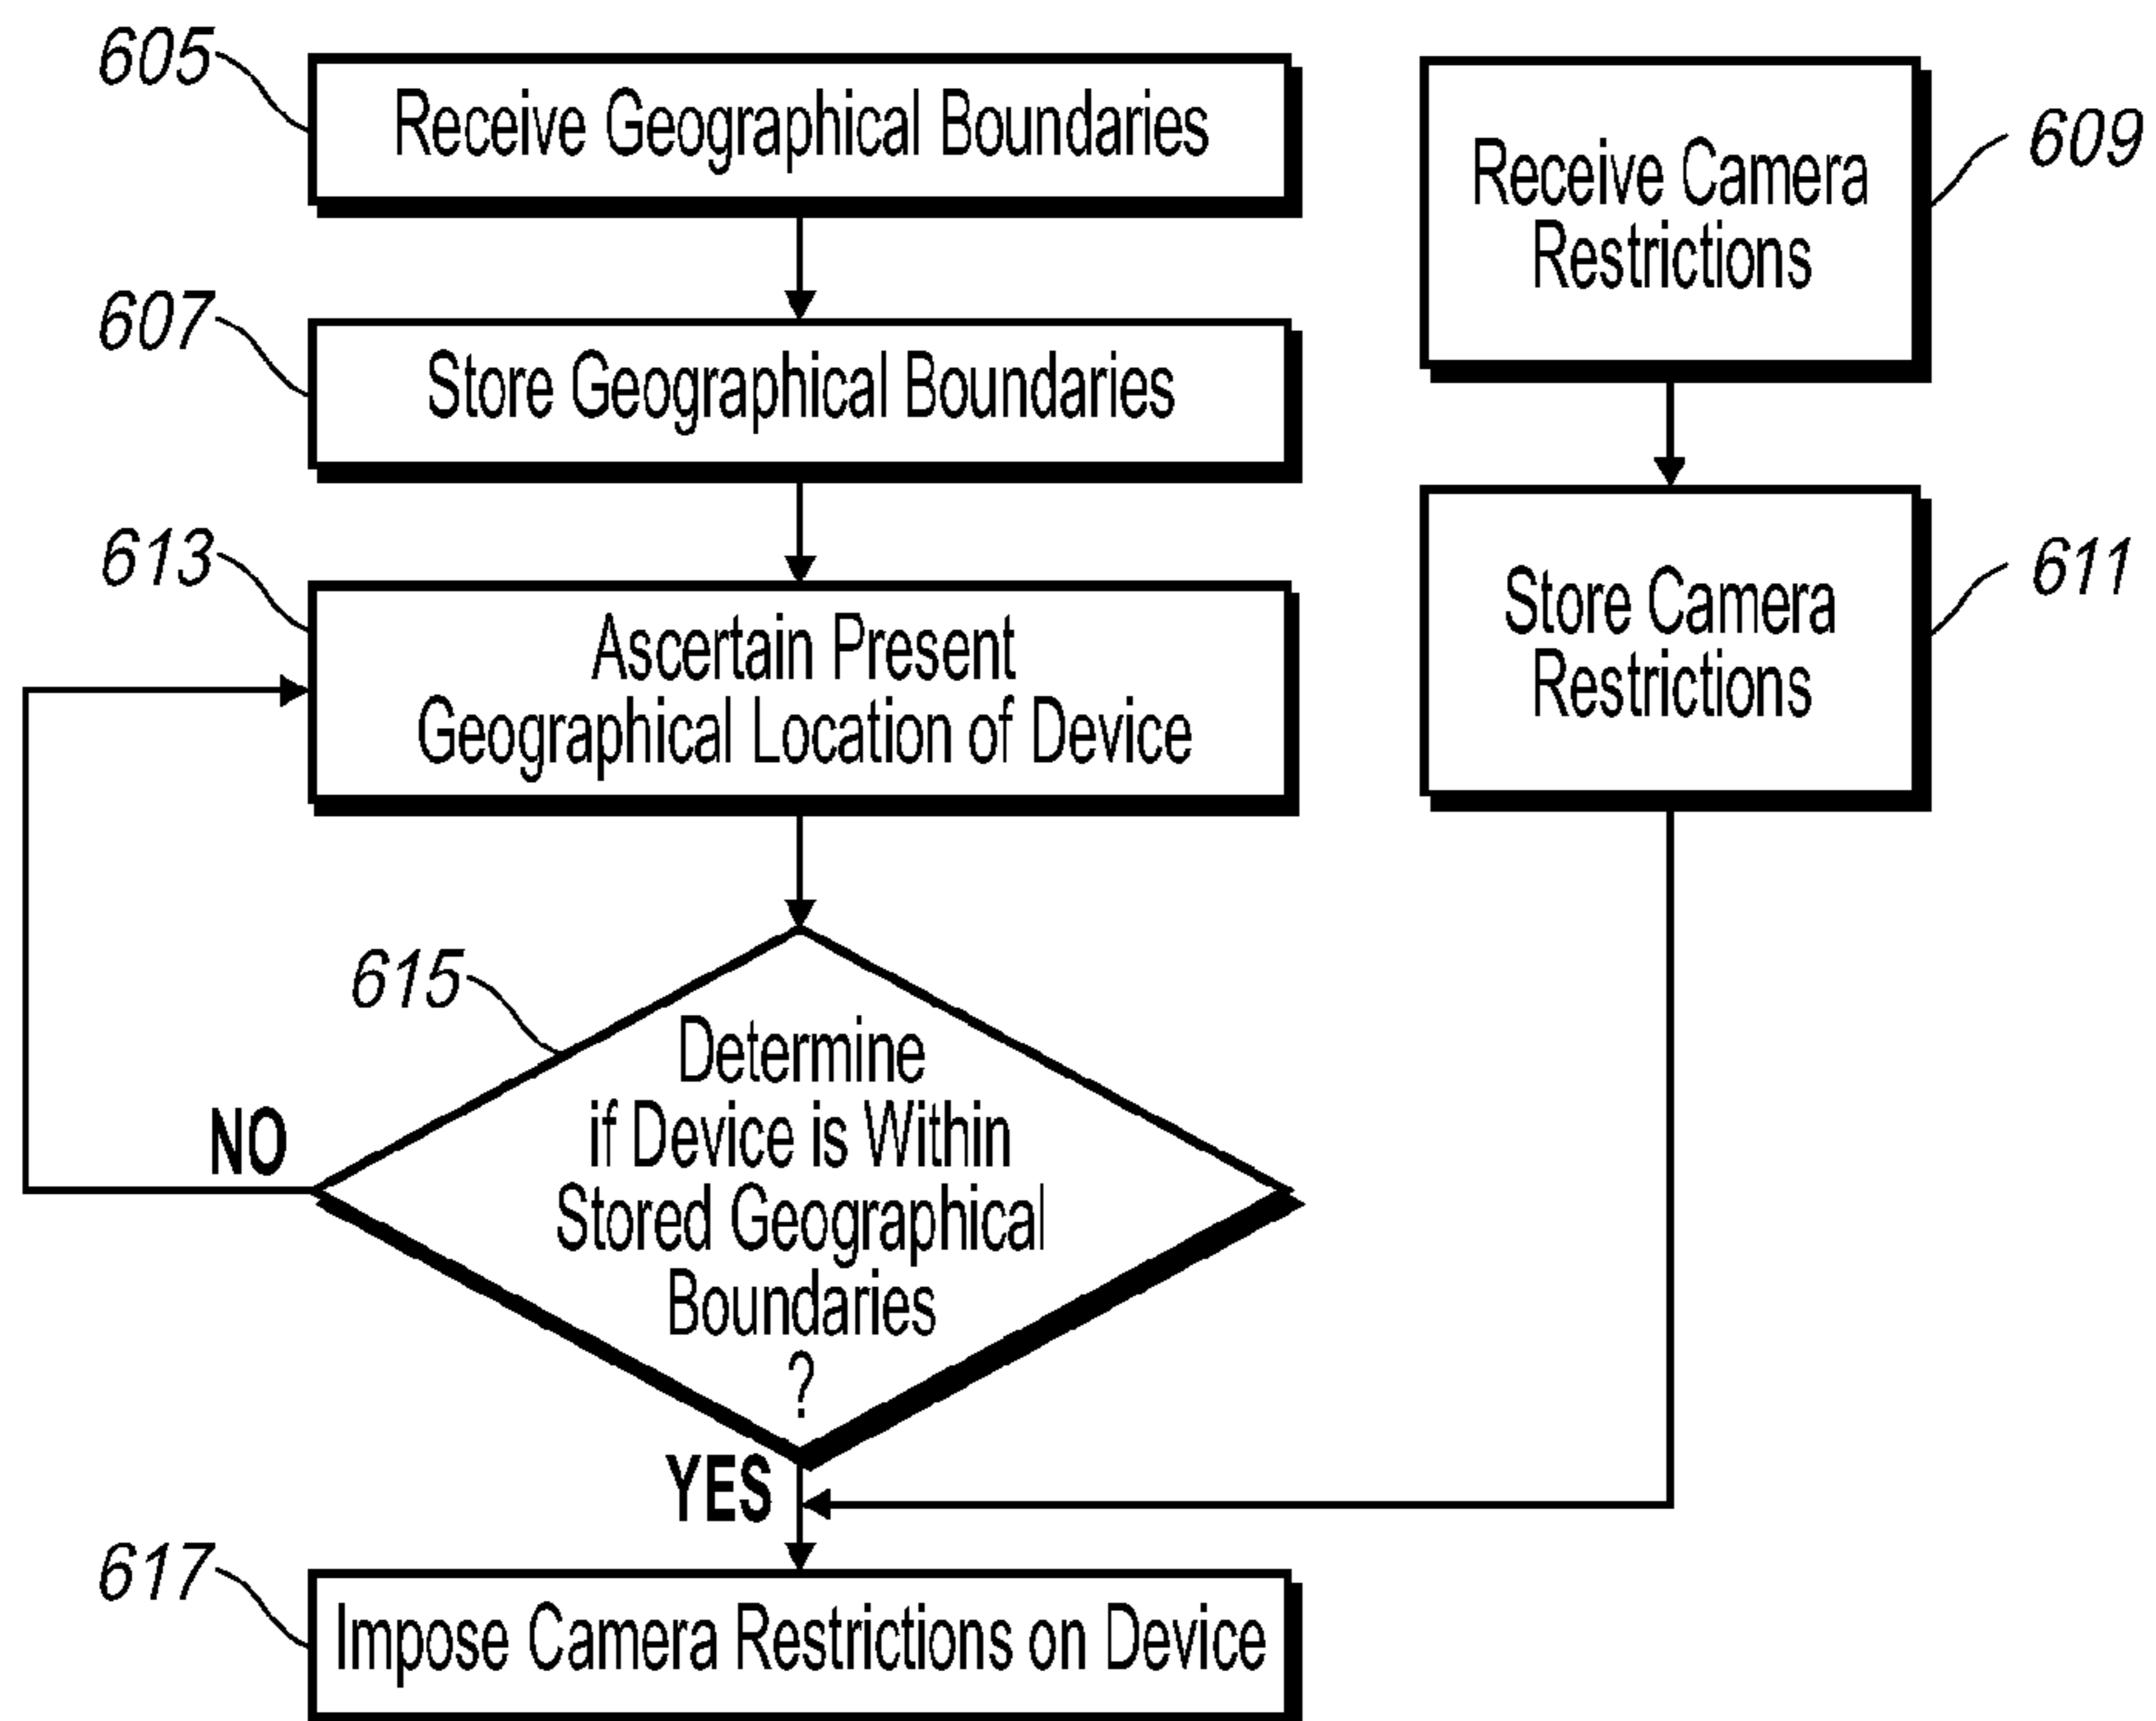 605
Receive Geographical Boundaries
607
Store Geographical Boundaries
613
Ascertain Present
Geographical Location of Device
615
Determine
if Device is Within
Stored Geographical
Boundaries
?
NO
YES
617
Impose Camera Restrictions on Device
Receive Camera
Restrictions
609
Store Camera
Restrictions
611